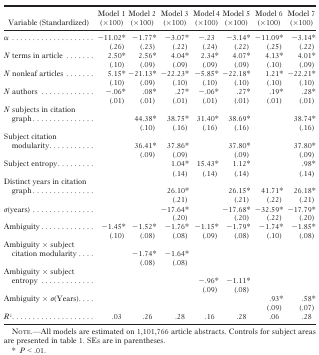 Variable (Standardized) Model 1 (×100) Model 2 (×100) Model 3 (×100) Model 4 (×100) Model 5 (×100) Model 6 (×100) Model 7 (×100)
α . . . . . . . . . . . . . . . . . . −11.02* −1.77* −3.07* −.23 −3.14* −11.09* −3.14*
(.26) (.23) (.22) (.24) (.22) (.25) (.22)
N terms in article . . . . . . . 2.50* 2.56* 4.04* 2.34* 4.07* 4.13* 4.01*
(.10) (.09) (.09) (.09) (.09) (.10) (.09)
N nonleaf articles . . . . . . . 5.15* −21.13* −22.23* −5.85* −22.18* 1.21* −22.21*
(.10) (.09) (.10) (.10) (.10) (.10) (.10)
N authors . . . . . . . . . . . . −.06* .08* .27* −.06* .27* .19* .28*
(.01) (.01) (.01) (.01) (.01) (.01) (.01)
N subjects in citation
graph . . . . . . . . . . . . . . 44.38* 38.75* 31.40* 38.69* 38.74*
(.10) (.16) (.16) (.16) (.16)
Subject citation
modularity . . . . . . . . . . 36.41* 37.86* 37.80* 37.80*
(.09) (.09) (.09) (.09)
Subject entropy . . . . . . . . . 1.04* 15.43* 1.12* .98*
(.14) (.14) (.14) (.14)
Distinct years in citation
graph . . . . . . . . . . . . . . 26.10* 26.15* 41.71* 26.18*
(.21) (.21) (.22) (.21)
σ(years) . . . . . . . . . . . . . −17.64* −17.68* −32.59* −17.79*
(.20) (.20) (.22) (.20)
Ambiguity . . . . . . . . . . . . −1.45* −1.52* −1.76* −1.15* −1.79* −1.74* −1.85*
(.10) (.08) (.08) (.09) (.08) (.10) (.08)
Ambiguity × subject
citation modularity . . . . −1.74* −1.64*
(.08) (.08)
Ambiguity × subject
entropy . . . . . . . . . . . . −.96* −1.11*
(.09) (.08)
Ambiguity × σ(Years) . . . . .93* .58*
(.09) (.07)
R² . . . . . . . . . . . . . . . . . .03 .26 .28 .16 .28 .06 .28
NOTE.—All models are estimated on 1,101,766 article abstracts. Controls for subject areas
are presented in table 1. SEs are in parentheses.
* P < .01.